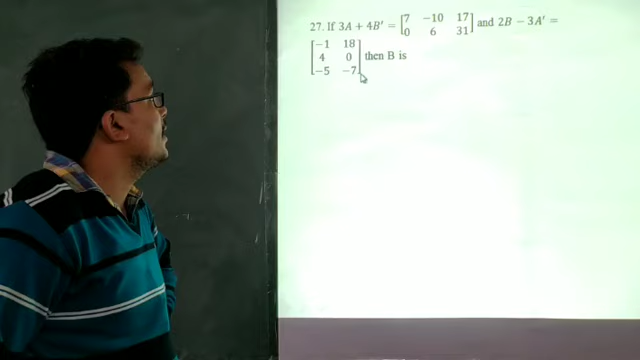 27. If 3A + 4B′ = [7 −10 17
0 6 31] and 2B − 3A′ =
[−1 18
4 0
−5 −7] then B is